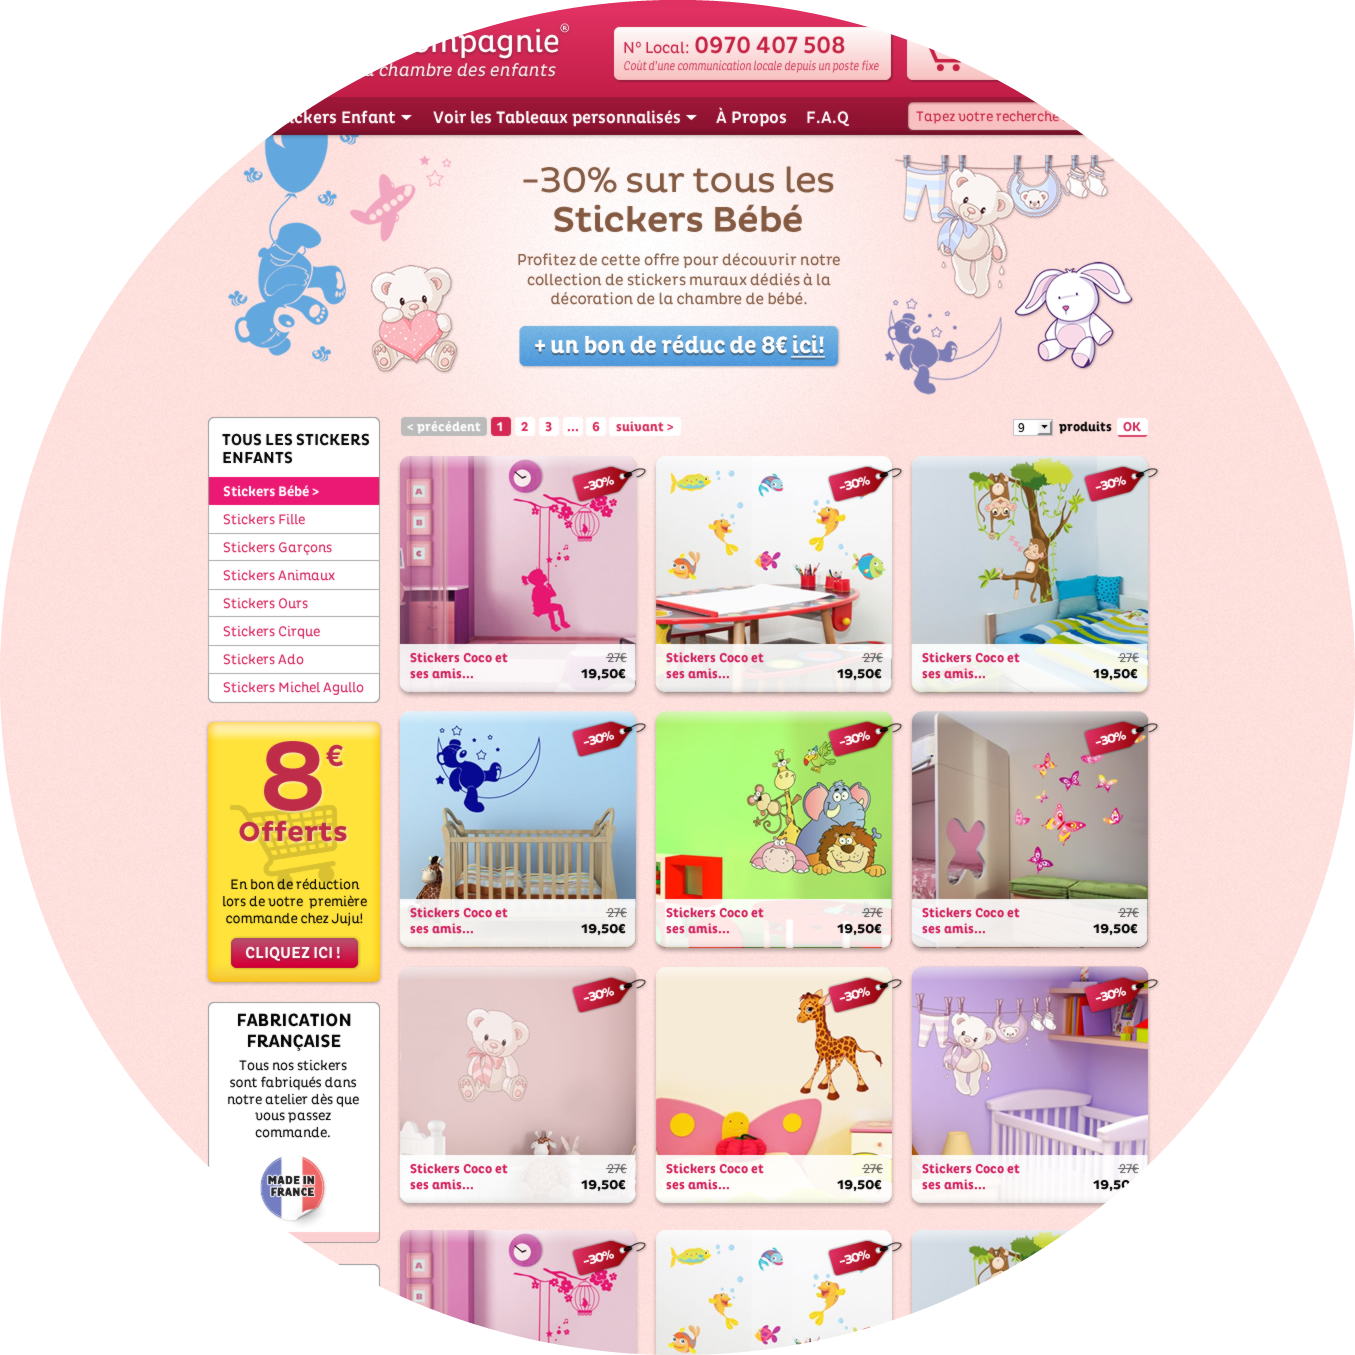 ompagnie®
chambre des enfants
N° Local: 0970 407 508
Coût d'une communication locale depuis un poste fixe
ckers Enfant
Voir les Tableaux personnalisés
À Propos
F.A.Q
Tapez votre recherche
-30% sur tous les
Stickers Bébé
Profitez de cette offre pour découvrir notre
collection de stickers muraux dédiés à la
décoration de la chambre de bébé.
+ un bon de réduc de 8€ ici!
TOUS LES STICKERS
ENFANTS
Stickers Bébé >
Stickers Fille
Stickers Garçons
Stickers Animaux
Stickers Ours
Stickers Cirque
Stickers Ado
Stickers Michel Agullo
8€
Offerts
En bon de réduction
lors de votre première
commande chez Juju!
CLIQUEZ ICI !
FABRICATION
FRANÇAISE
Tous nos stickers
sont fabriqués dans
notre atelier dès que
vous passez
commande.
MADE IN
FRANCE
< précédent 1 2 3 ... 6 suivant >
9 produits OK
A
B
C
-30%
Stickers Coco et 27€
ses amis... 19,50€
-30%
Stickers Coco et 27€
ses amis... 19,50€
-30%
Stickers Coco et 27€
ses amis... 19,50€
-30%
Stickers Coco et 27€
ses amis... 19,50€
-30%
Stickers Coco et 27€
ses amis... 19,50€
-30%
Stickers Coco et 27€
ses amis... 19,50€
-30%
Stickers Coco et 27€
ses amis... 19,50€
-30%
Stickers Coco et 27€
ses amis... 19,50€
-30%
Stickers Coco et 27€
ses amis... 19,50
A
B
-30%
-30%